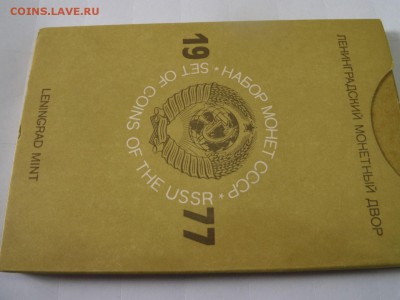 COINS.LAVE.RU
ЛЕНИНГРАДСКИЙ МОНЕТНЫЙ ДВОР
19 77
НАБОР МОНЕТ СССР • SET OF COINS OF THE USSR •
LENINGRAD MINT